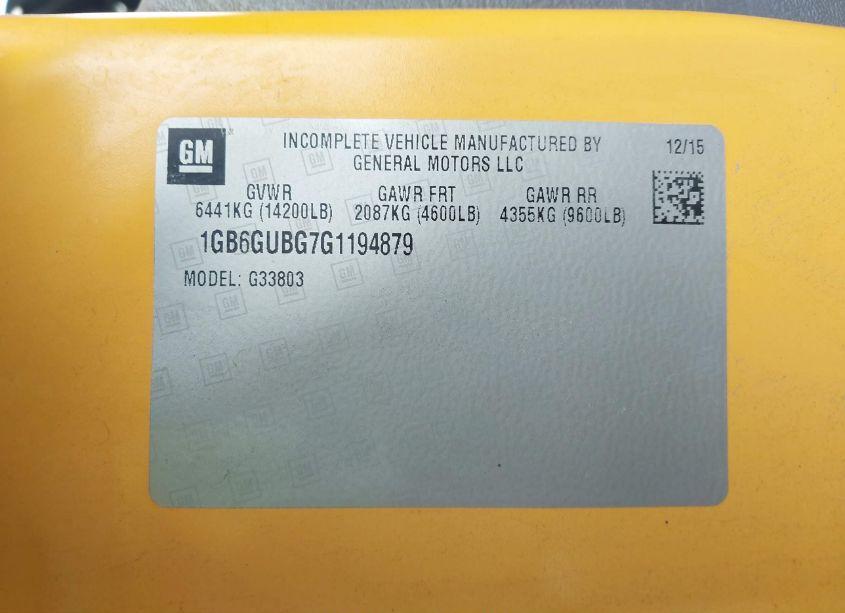 GM
INCOMPLETE VEHICLE MANUFACTURED BY
GENERAL MOTORS LLC
12/15
GVWR GAWR FRT GAWR RR
6441KG (14200LB) 2087KG (4600LB) 4355KG (9600LB)
1GB6GUBG7G1194879
MODEL: G33803